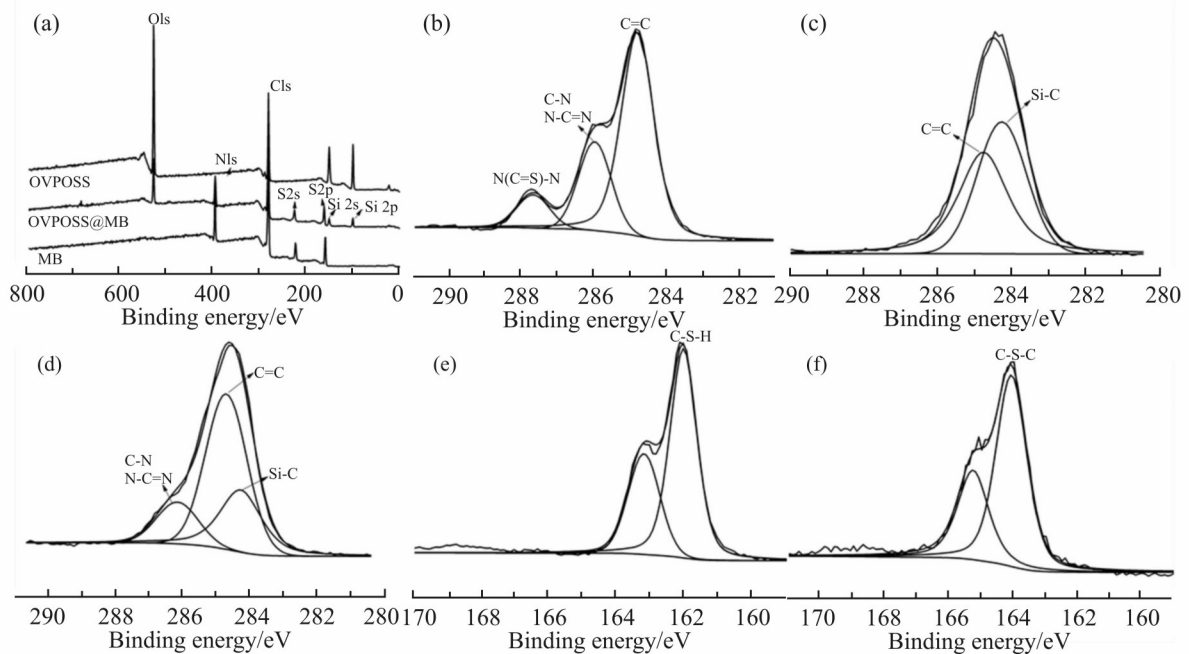 (a)
Ols
Cls
Nls
OVPOSS
S2s
S2p
Si 2s
Si 2p
OVPOSS@MB
MB
800 600 400 200 0
Binding energy/eV
(b)
C=C
C-N
N-C=N
N(C=S)-N
290 288 286 284 282
Binding energy/eV
(c)
Si-C
C=C
290 288 286 284 282 280
Binding energy/eV
(d)
C=C
C-N
N-C=N
Si-C
290 288 286 284 282 280
Binding energy/eV
(e)
C-S-H
170 168 166 164 162 160
Binding energy/eV
(f)
C-S-C
170 168 166 164 162 160
Binding energy/eV